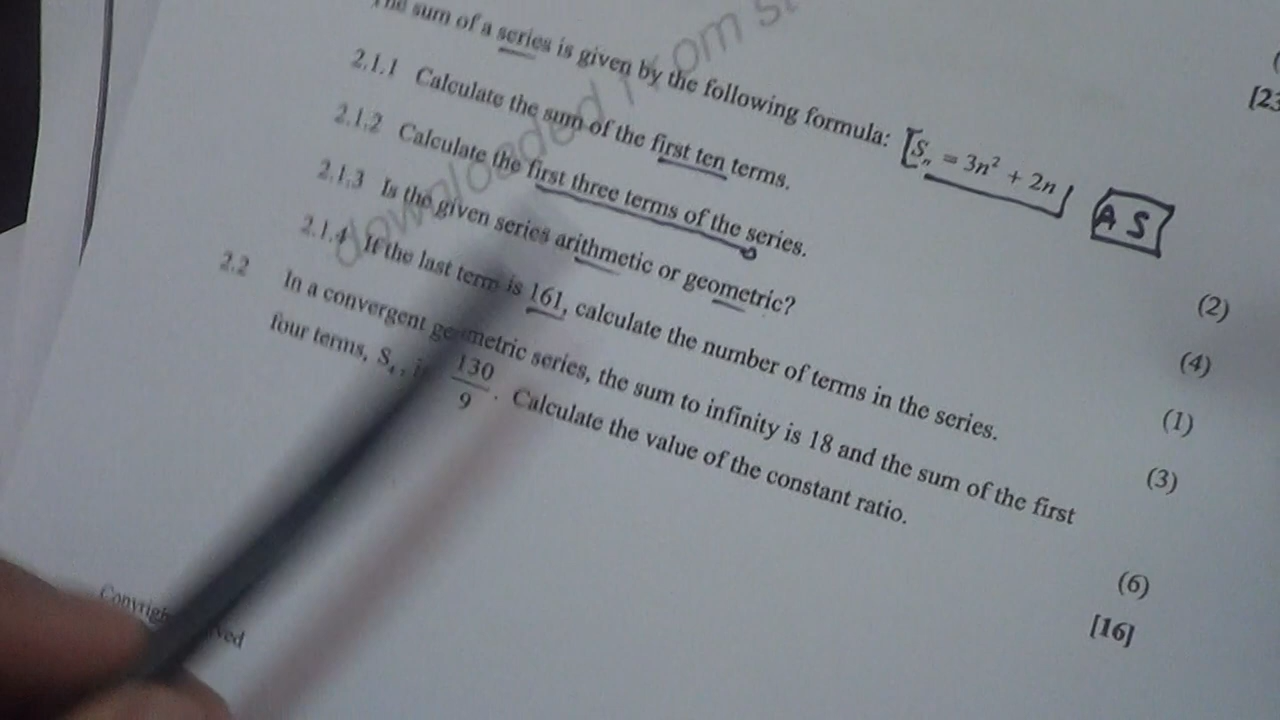 The sum of a series is given by the following formula: [Sₙ = 3n² + 2n] AS
[23
2.1.1 Calculate the sum of the first ten terms. (2)
2.1.2 Calculate the first three terms of the series. (4)
2.1.3 Is the given series arithmetic or geometric? (1)
2.1.4 If the last term is 161, calculate the number of terms in the series. (3)
2.2 In a convergent geometric series, the sum to infinity is 18 and the sum of the first
four terms, S₄, is 130/9. Calculate the value of the constant ratio. (6)
[16]
downloaded from